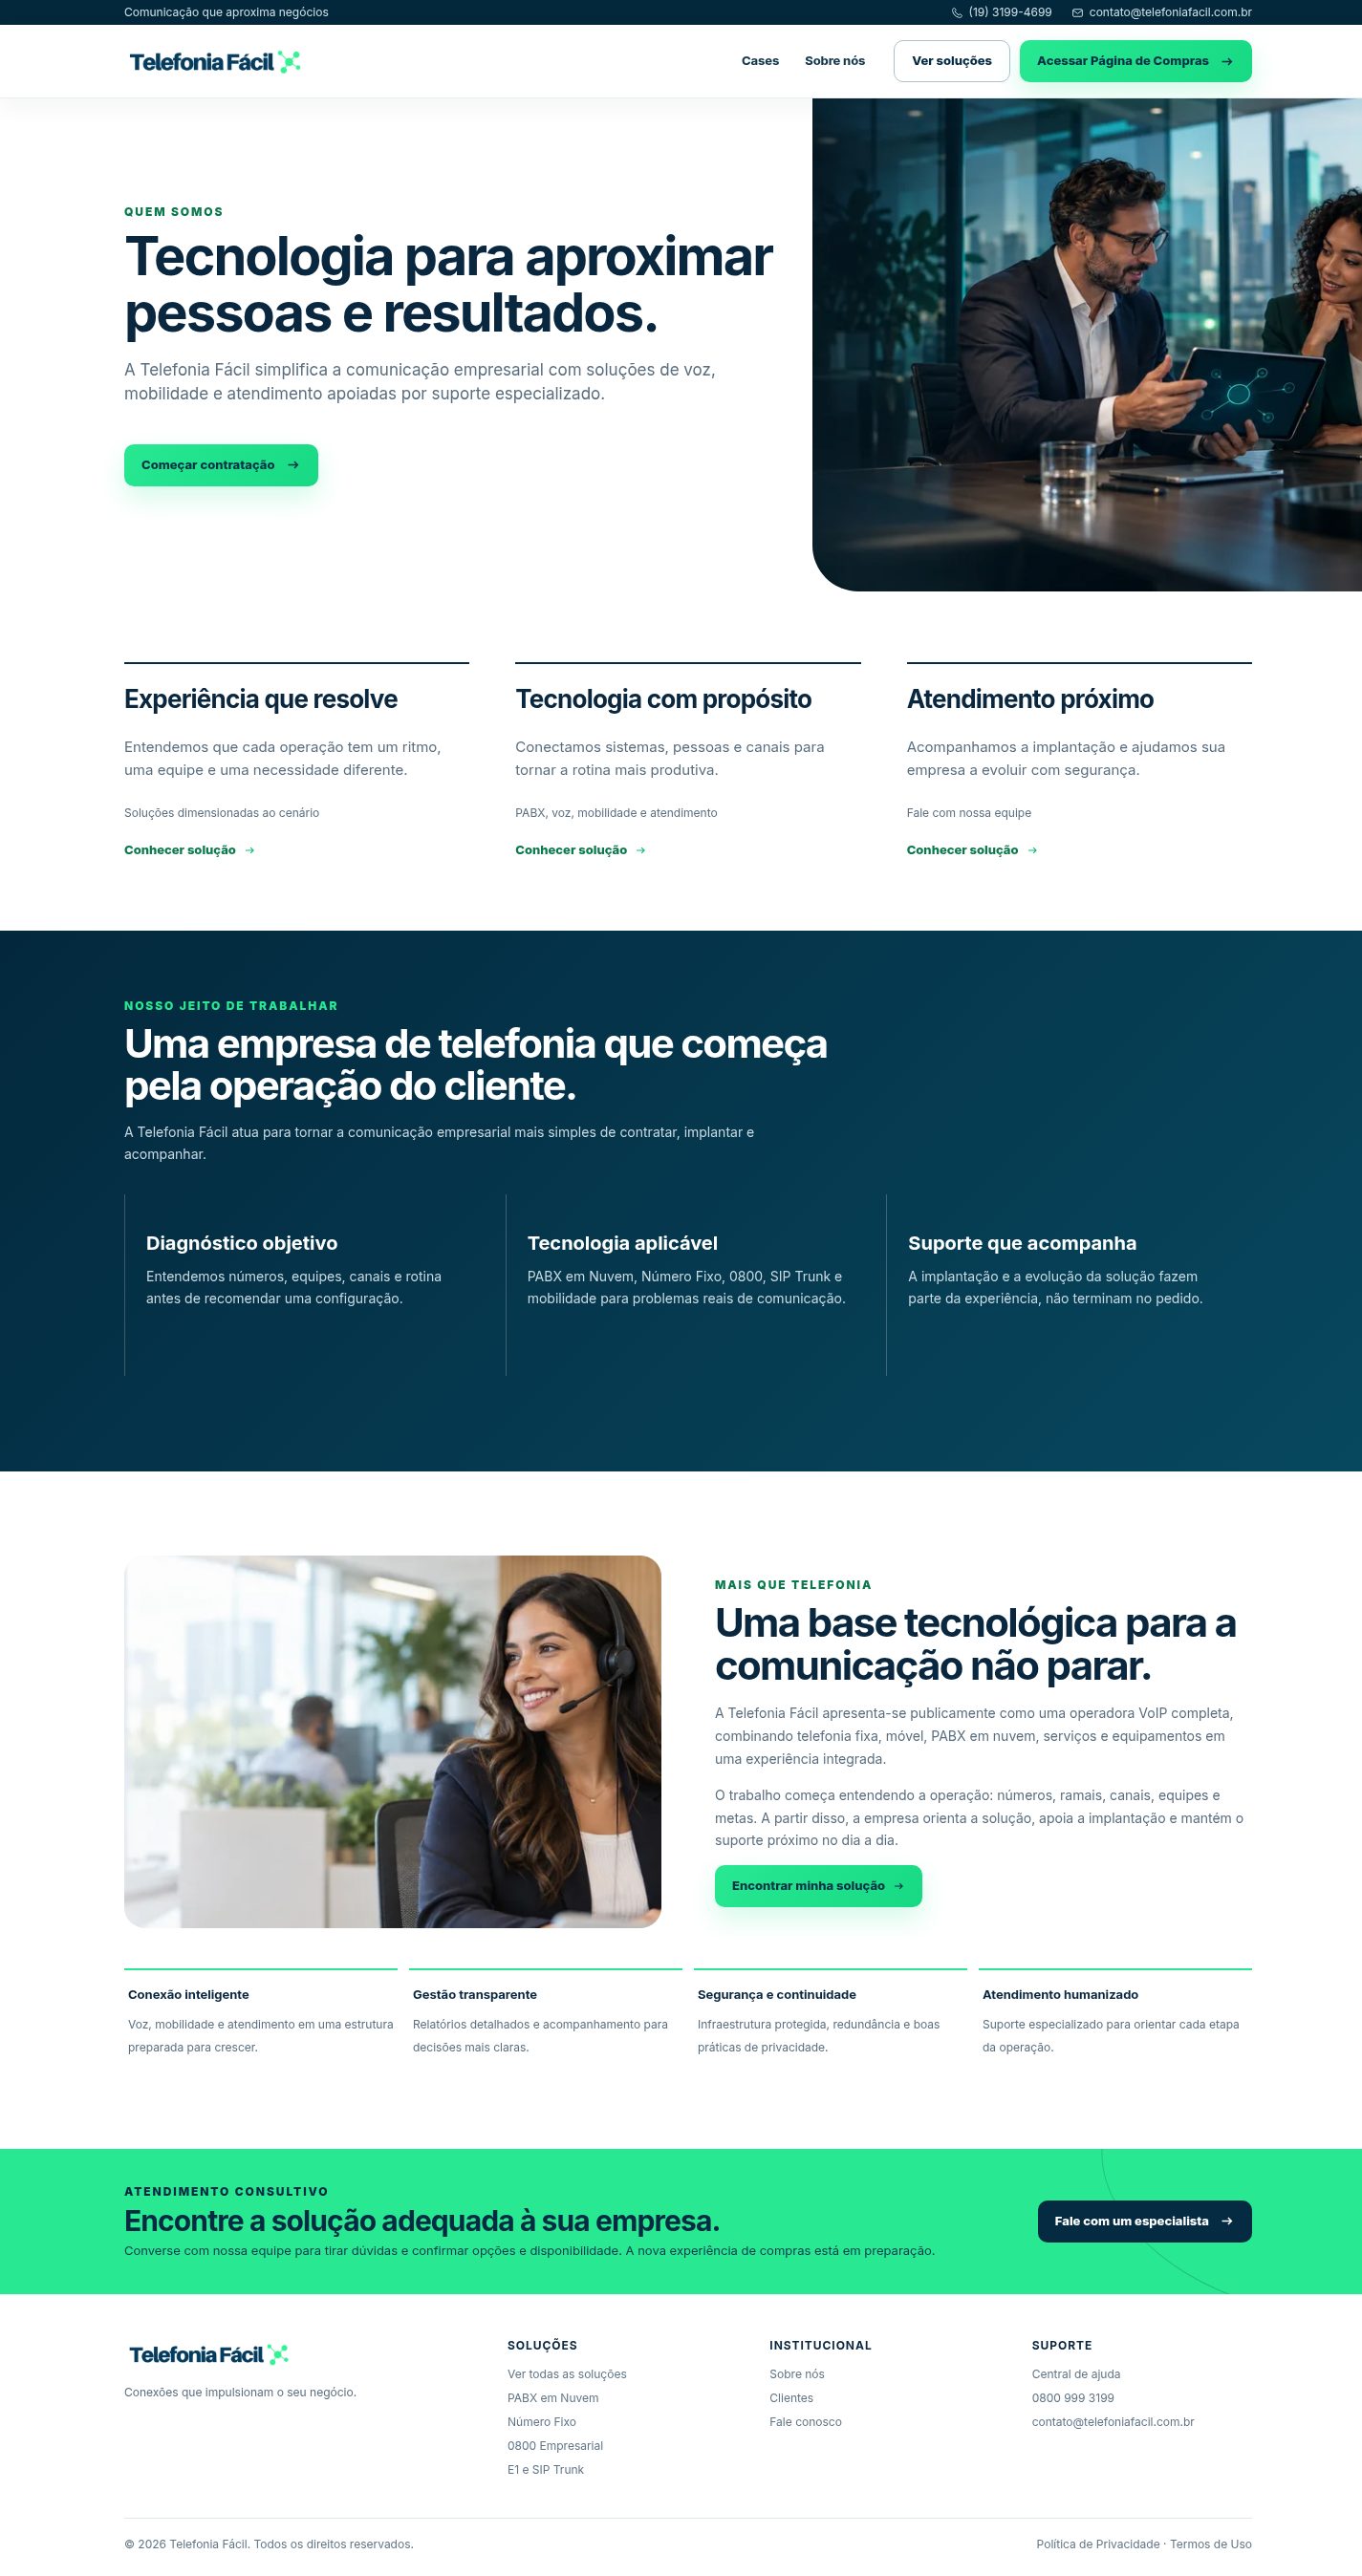 Comunicação que aproxima negócios
(19) 3199-4699
contato@telefoniafacil.com.br
Telefonia Fácil
Cases
Sobre nós
Ver soluções
Acessar Página de Compras
QUEM SOMOS
Tecnologia para aproximar
pessoas e resultados.
A Telefonia Fácil simplifica a comunicação empresarial com soluções de voz,
mobilidade e atendimento apoiadas por suporte especializado.
Começar contratação
Experiência que resolve
Entendemos que cada operação tem um ritmo,
uma equipe e uma necessidade diferente.
Soluções dimensionadas ao cenário
Conhecer solução
Tecnologia com propósito
Conectamos sistemas, pessoas e canais para
tornar a rotina mais produtiva.
PABX, voz, mobilidade e atendimento
Conhecer solução
Atendimento próximo
Acompanhamos a implantação e ajudamos sua
empresa a evoluir com segurança.
Fale com nossa equipe
Conhecer solução
NOSSO JEITO DE TRABALHAR
Uma empresa de telefonia que começa
pela operação do cliente.
A Telefonia Fácil atua para tornar a comunicação empresarial mais simples de contratar, implantar e
acompanhar.
Diagnóstico objetivo
Entendemos números, equipes, canais e rotina
antes de recomendar uma configuração.
Tecnologia aplicável
PABX em Nuvem, Número Fixo, 0800, SIP Trunk e
mobilidade para problemas reais de comunicação.
Suporte que acompanha
A implantação e a evolução da solução fazem
parte da experiência, não terminam no pedido.
MAIS QUE TELEFONIA
Uma base tecnológica para a
comunicação não parar.
A Telefonia Fácil apresenta-se publicamente como uma operadora VoIP completa,
combinando telefonia fixa, móvel, PABX em nuvem, serviços e equipamentos em
uma experiência integrada.
O trabalho começa entendendo a operação: números, ramais, canais, equipes e
metas. A partir disso, a empresa orienta a solução, apoia a implantação e mantém o
suporte próximo no dia a dia.
Encontrar minha solução
Conexão inteligente
Voz, mobilidade e atendimento em uma estrutura
preparada para crescer.
Gestão transparente
Relatórios detalhados e acompanhamento para
decisões mais claras.
Segurança e continuidade
Infraestrutura protegida, redundância e boas
práticas de privacidade.
Atendimento humanizado
Suporte especializado para orientar cada etapa
da operação.
ATENDIMENTO CONSULTIVO
Encontre a solução adequada à sua empresa.
Converse com nossa equipe para tirar dúvidas e confirmar opções e disponibilidade. A nova experiência de compras está em preparação.
Fale com um especialista
Telefonia Fácil
Conexões que impulsionam o seu negócio.
SOLUÇÕES
Ver todas as soluções
PABX em Nuvem
Número Fixo
0800 Empresarial
E1 e SIP Trunk
INSTITUCIONAL
Sobre nós
Clientes
Fale conosco
SUPORTE
Central de ajuda
0800 999 3199
contato@telefoniafacil.com.br
© 2026 Telefonia Fácil. Todos os direitos reservados.
Política de Privacidade · Termos de Uso